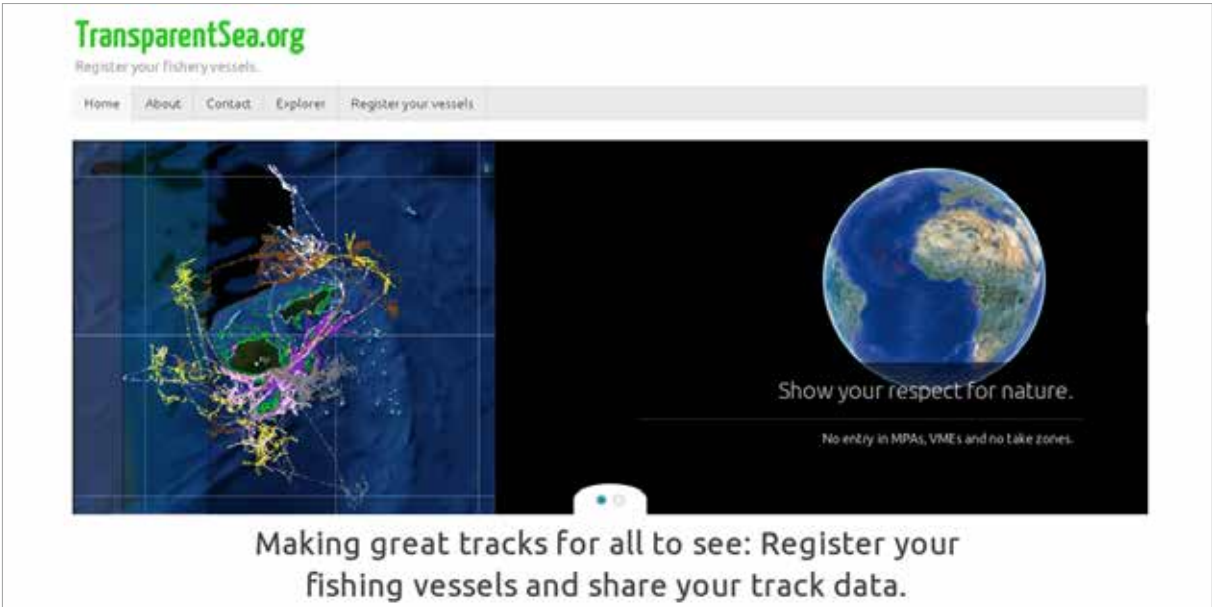 TransparentSea.org
Register your fishery vessels.
Home About Contact Explorer Register your vessels
Show your respect for nature.
No entry in MPAs, VMEs and no take zones.
Making great tracks for all to see: Register your
fishing vessels and share your track data.